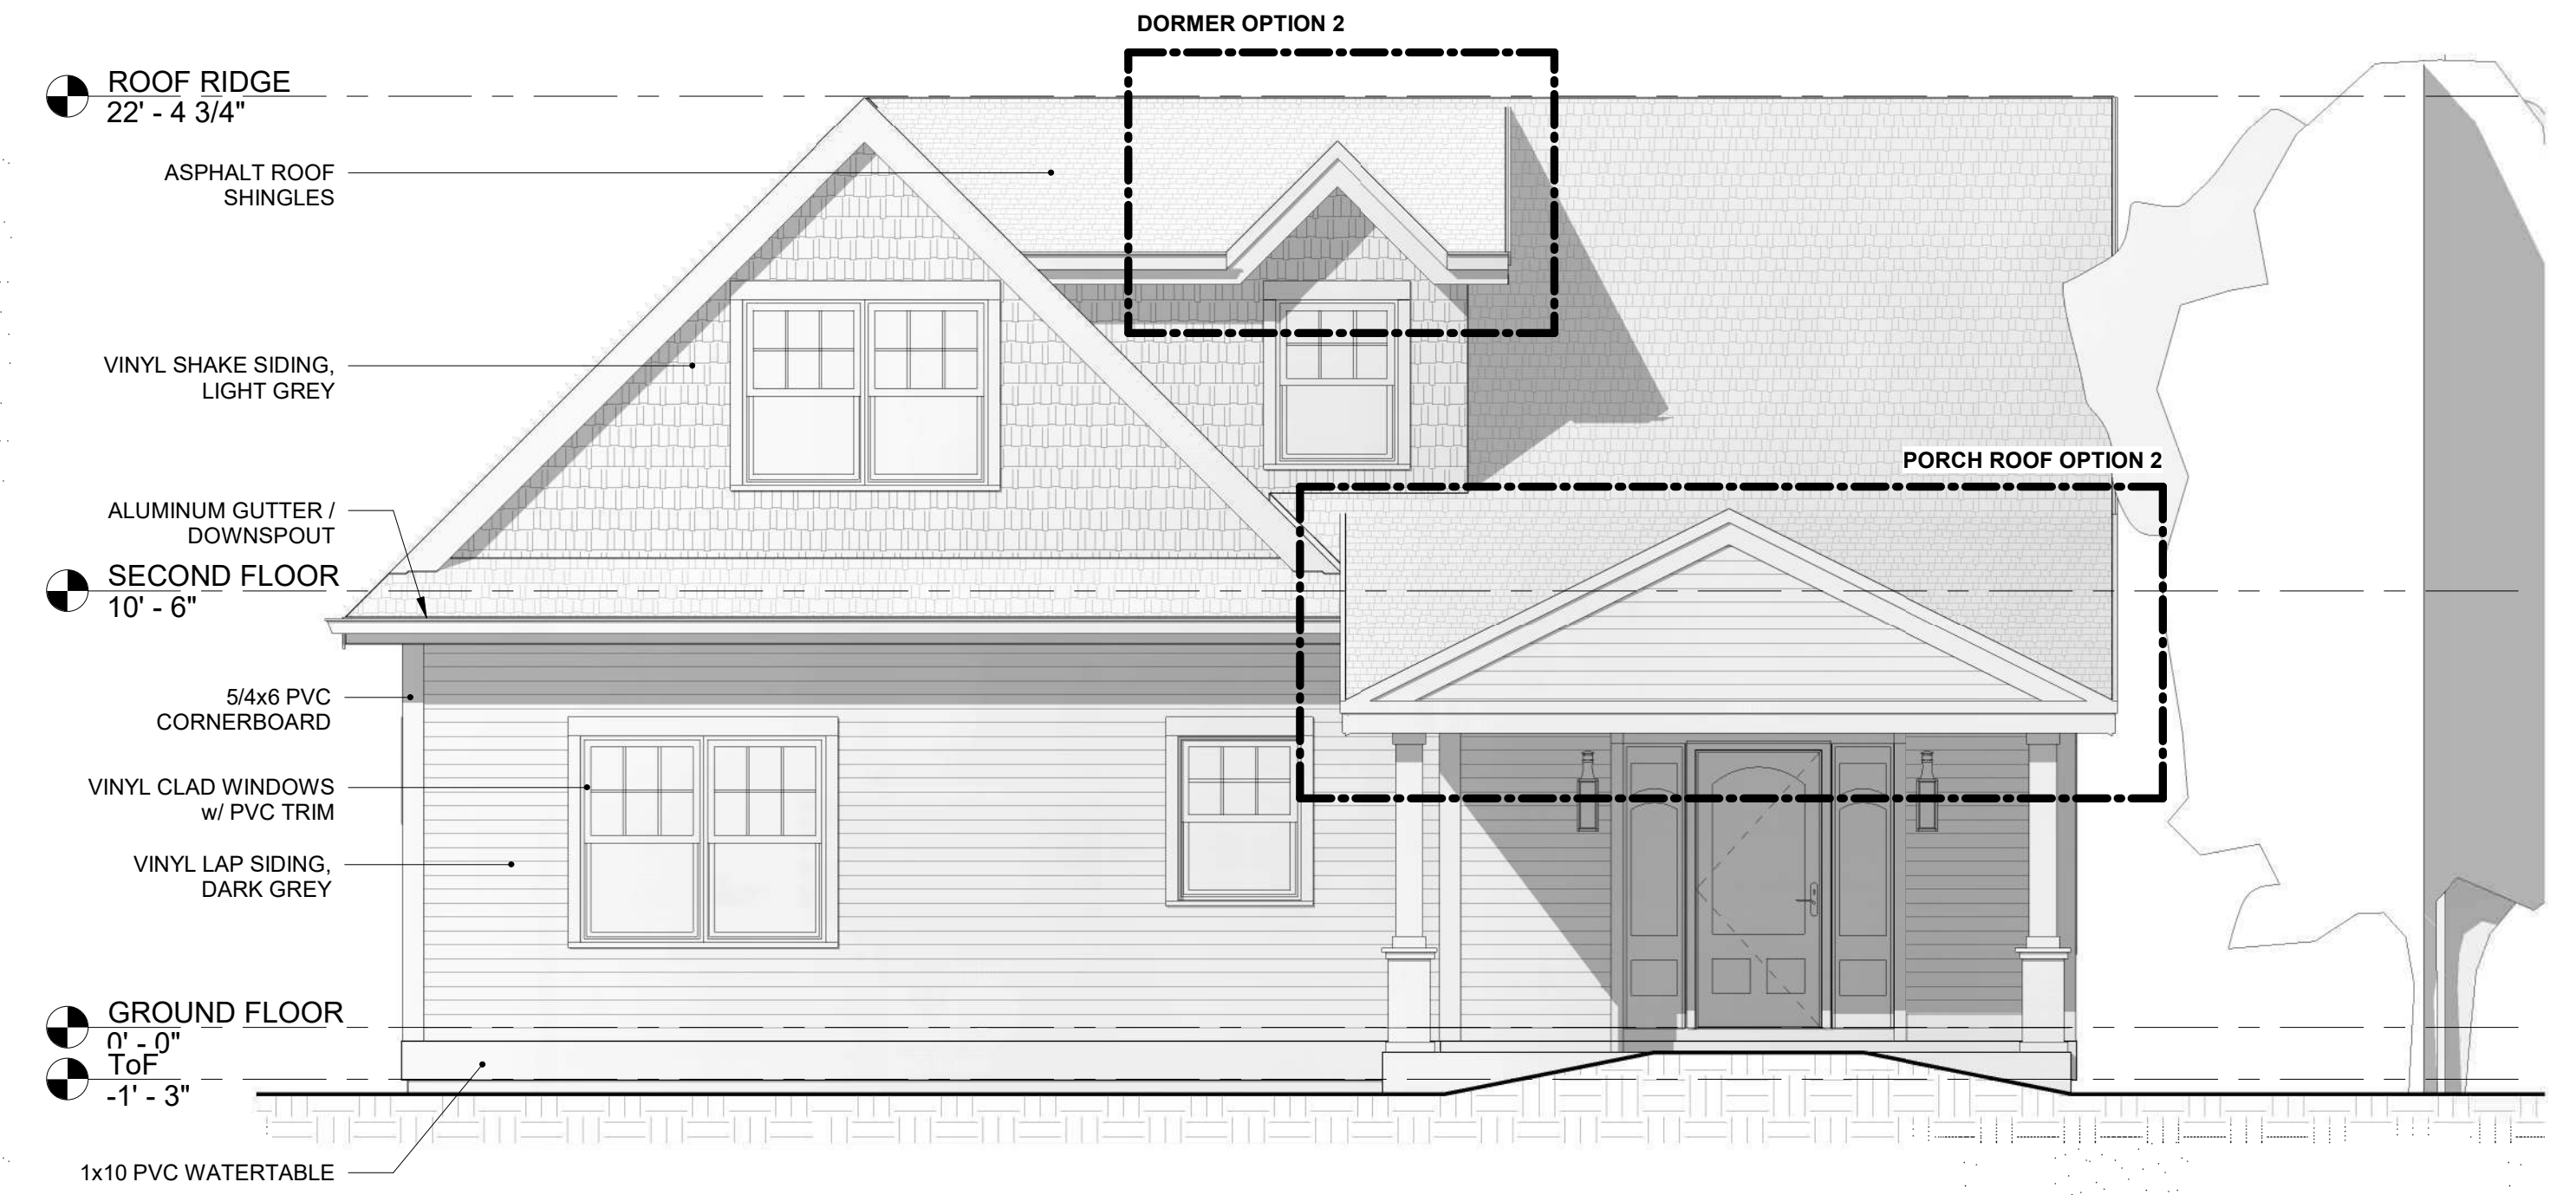 DORMER OPTION 2
ROOF RIDGE
22' - 4 3/4"
ASPHALT ROOF
SHINGLES
VINYL SHAKE SIDING,
LIGHT GREY
PORCH ROOF OPTION 2
ALUMINUM GUTTER /
DOWNSPOUT
SECOND FLOOR
10' - 6"
5/4x6 PVC
CORNERBOARD
VINYL CLAD WINDOWS
w/ PVC TRIM
VINYL LAP SIDING,
DARK GREY
GROUND FLOOR
0' - 0"
ToF
-1' - 3"
1x10 PVC WATERTABLE